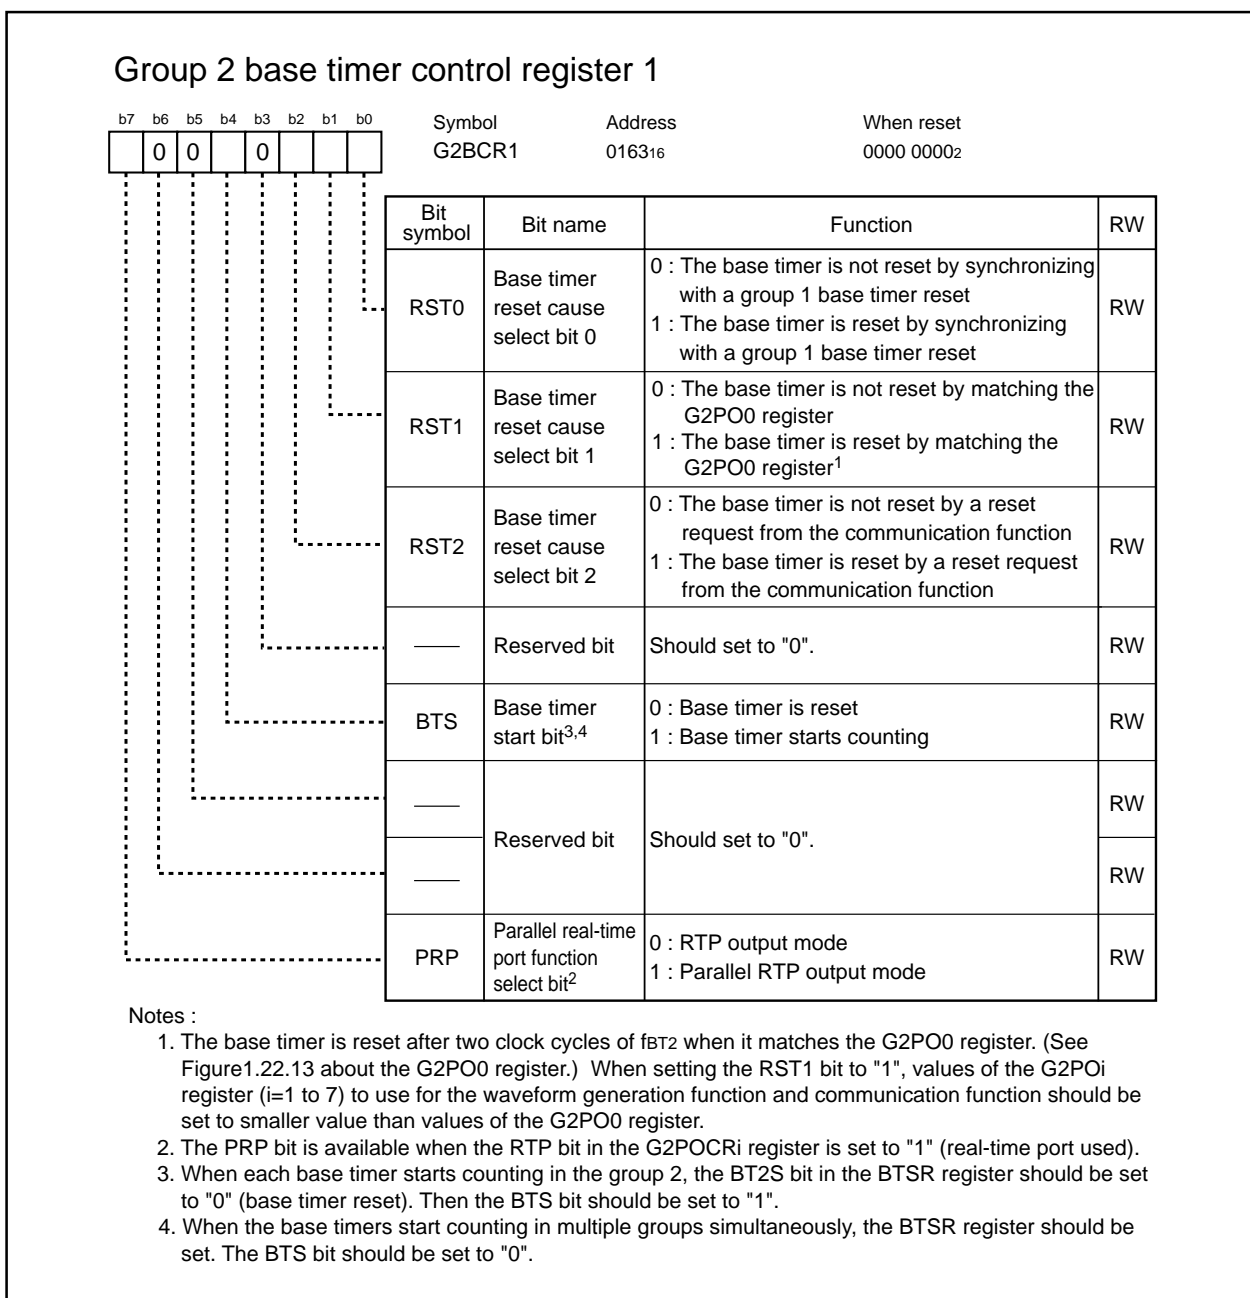 Group 2 base timer control register 1
b7 b6 b5 b4 b3 b2 b1 b0
0 0 0
Symbol Address When reset
G2BCR1 016316 0000 00002
Bit symbol Bit name Function RW
RST0
Base timer
reset cause
select bit 0
0 : The base timer is not reset by synchronizing
with a group 1 base timer reset
1 : The base timer is reset by synchronizing
with a group 1 base timer reset
RW
RST1
Base timer
reset cause
select bit 1
0 : The base timer is not reset by matching the
G2PO0 register
1 : The base timer is reset by matching the
G2PO0 register1
RW
RST2
Base timer
reset cause
select bit 2
0 : The base timer is not reset by a reset
request from the communication function
1 : The base timer is reset by a reset request
from the communication function
RW
Reserved bit Should set to "0". RW
BTS
Base timer
start bit3,4
0 : Base timer is reset
1 : Base timer starts counting
RW
RW
Reserved bit Should set to "0".
RW
PRP
Parallel real-time
port function
select bit2
0 : RTP output mode
1 : Parallel RTP output mode
RW
Notes :
1. The base timer is reset after two clock cycles of fBT2 when it matches the G2PO0 register. (See
Figure1.22.13 about the G2PO0 register.) When setting the RST1 bit to "1", values of the G2POi
register (i=1 to 7) to use for the waveform generation function and communication function should be
set to smaller value than values of the G2PO0 register.
2. The PRP bit is available when the RTP bit in the G2POCRi register is set to "1" (real-time port used).
3. When each base timer starts counting in the group 2, the BT2S bit in the BTSR register should be set
to "0" (base timer reset). Then the BTS bit should be set to "1".
4. When the base timers start counting in multiple groups simultaneously, the BTSR register should be
set. The BTS bit should be set to "0".